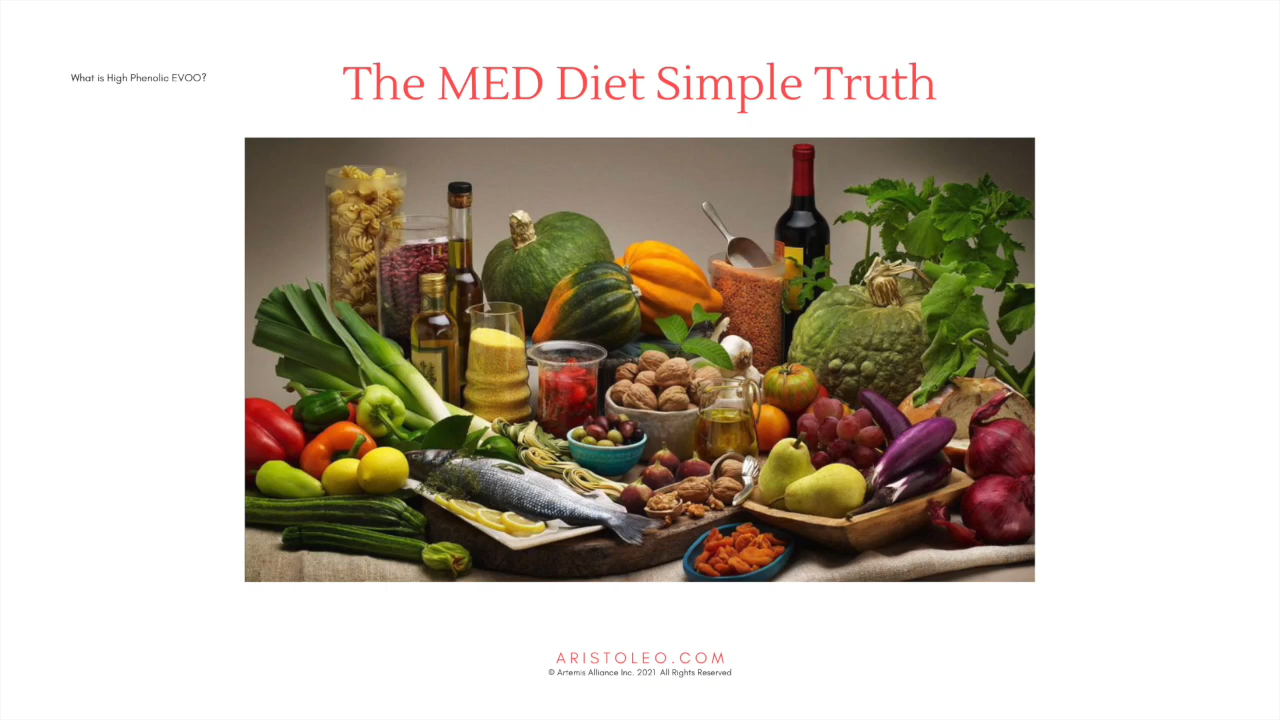 What is High Phenolic EVOO?
The MED Diet Simple Truth
ARISTOLEO.COM
© Artemis Alliance Inc. 2021 All Rights Reserved